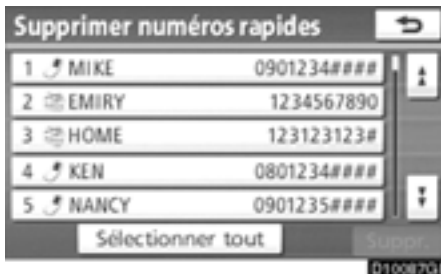 Supprimer numéros rapides
1 MIKE 0901234####
2 EMIRY 1234567890
3 HOME 123123123#
4 KEN 0801234####
5 NANCY 0901235####
Sélectionner tout Suppr.
D10087D